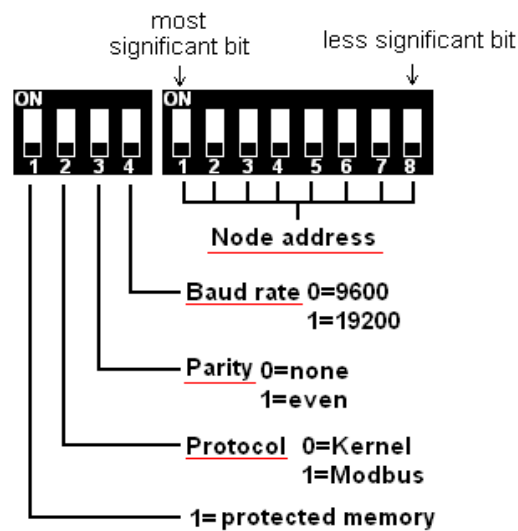 most
significant bit
less significant bit
ON
ON
1 2 3 4
1 2 3 4 5 6 7 8
Node address
Baud rate 0=9600
1=19200
Parity 0=none
1=even
Protocol 0=Kernel
1=Modbus
1= protected memory